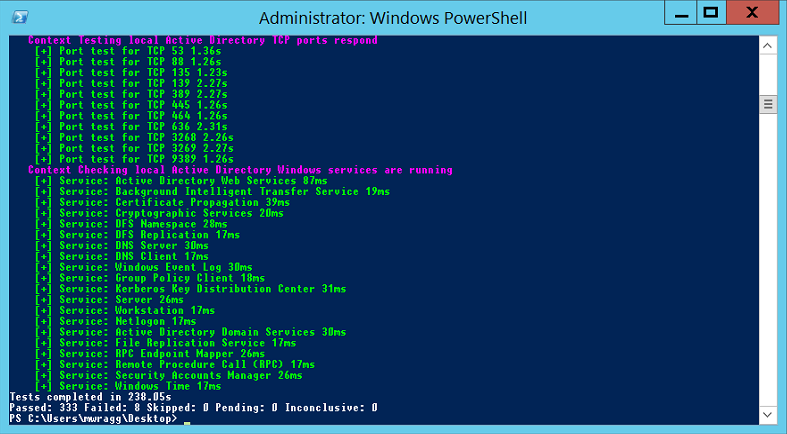 Administrator: Windows PowerShell
Context Testing local Active Directory TCP ports respond
[+] Port test for TCP 53 1.36s
[+] Port test for TCP 88 1.26s
[+] Port test for TCP 135 1.23s
[+] Port test for TCP 139 2.27s
[+] Port test for TCP 389 2.27s
[+] Port test for TCP 445 1.26s
[+] Port test for TCP 464 1.26s
[+] Port test for TCP 636 2.31s
[+] Port test for TCP 3268 2.26s
[+] Port test for TCP 3269 2.27s
[+] Port test for TCP 9389 1.26s
Context Checking local Active Directory Windows services are running
[+] Service: Active Directory Web Services 87ms
[+] Service: Background Intelligent Transfer Service 19ms
[+] Service: Certificate Propagation 39ms
[+] Service: Cryptographic Services 20ms
[+] Service: DFS Namespace 28ms
[+] Service: DFS Replication 17ms
[+] Service: DNS Server 30ms
[+] Service: DNS Client 17ms
[+] Service: Windows Event Log 30ms
[+] Service: Group Policy Client 18ms
[+] Service: Kerberos Key Distribution Center 31ms
[+] Service: Server 26ms
[+] Service: Workstation 17ms
[+] Service: Netlogon 17ms
[+] Service: Active Directory Domain Services 30ms
[+] Service: File Replication Service 17ms
[+] Service: RPC Endpoint Mapper 26ms
[+] Service: Remote Procedure Call (RPC) 17ms
[+] Service: Security Accounts Manager 26ms
[+] Service: Windows Time 17ms
Tests completed in 238.05s
Passed: 333 Failed: 8 Skipped: 0 Pending: 0 Inconclusive: 0
PS C:\Users\mwragg\Desktop>